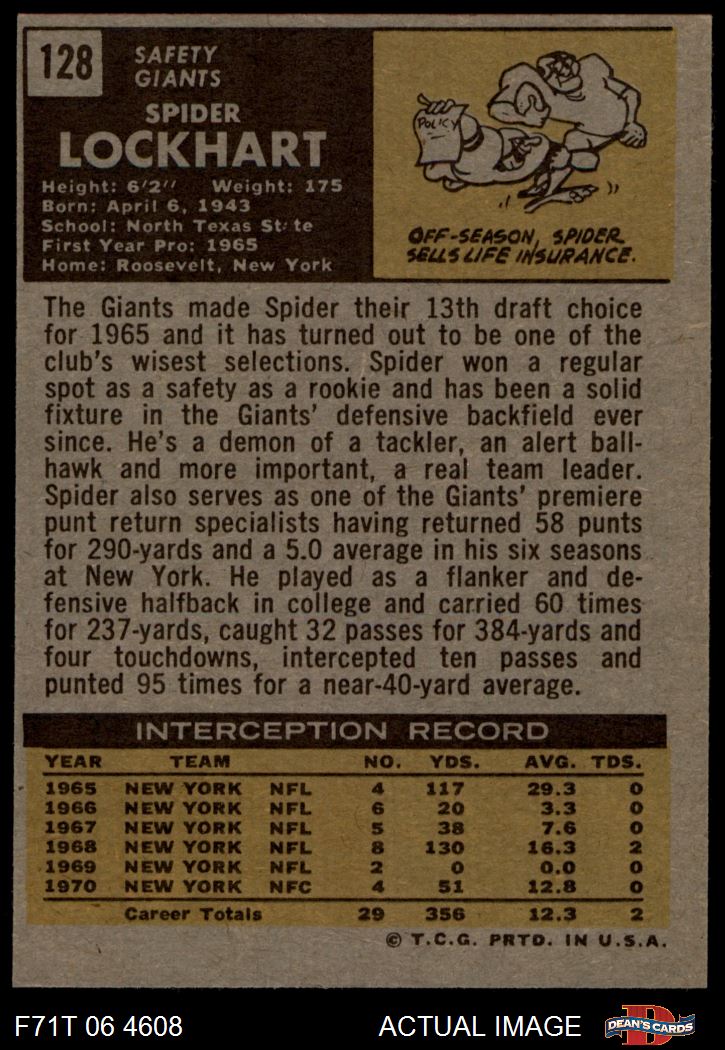 128
SAFETY
GIANTS
SPIDER
LOCKHART
Height: 6'2" Weight: 175
Born: April 6, 1943
School: North Texas State
First Year Pro: 1965
Home: Roosevelt, New York
POLICY
OFF-SEASON, SPIDER
SELLS LIFE INSURANCE.
The Giants made Spider their 13th draft choice
for 1965 and it has turned out to be one of the
club's wisest selections. Spider won a regular
spot as a safety as a rookie and has been a solid
fixture in the Giants' defensive backfield ever
since. He's a demon of a tackler, an alert ball-
hawk and more important, a real team leader.
Spider also serves as one of the Giants' premiere
punt return specialists having returned 58 punts
for 290-yards and a 5.0 average in his six seasons
at New York. He played as a flanker and de-
fensive halfback in college and carried 60 times
for 237-yards, caught 32 passes for 384-yards and
four touchdowns, intercepted ten passes and
punted 95 times for a near-40-yard average.
INTERCEPTION RECORD
YEAR TEAM NO. YDS. AVG. TDS.
1965 NEW YORK NFL 4 117 29.3 0
1966 NEW YORK NFL 6 20 3.3 0
1967 NEW YORK NFL 5 38 7.6 0
1968 NEW YORK NFL 8 130 16.3 2
1969 NEW YORK NFL 2 0 0.0 0
1970 NEW YORK NFC 4 51 12.8 0
Career Totals 29 356 12.3 2
© T.C.G. PRTD. IN U.S.A.
F71T 06 4608 ACTUAL IMAGE
D
DEAN'S CARDS